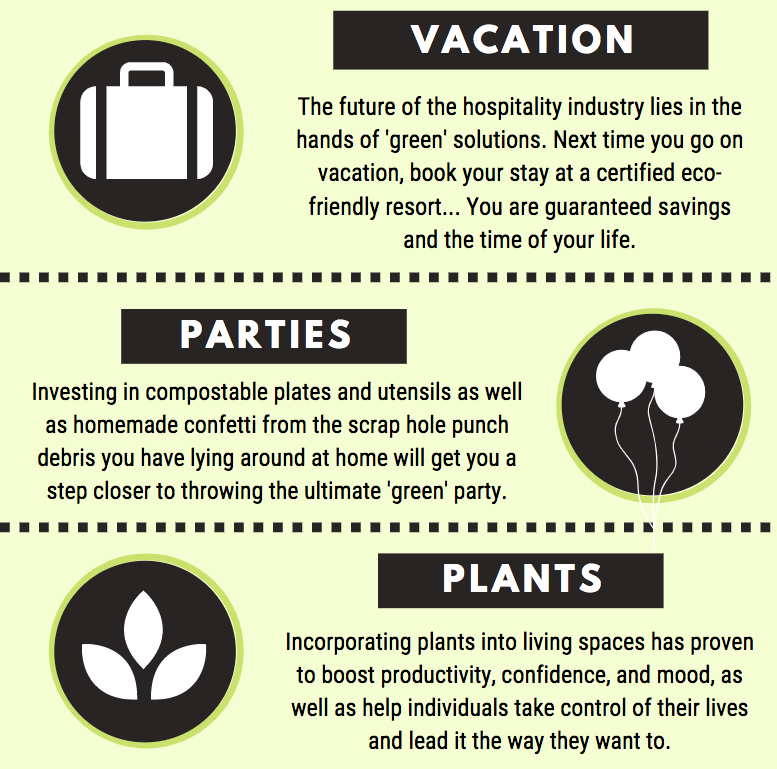 VACATION
The future of the hospitality industry lies in the
hands of 'green' solutions. Next time you go on
vacation, book your stay at a certified eco-
friendly resort... You are guaranteed savings
and the time of your life.
PARTIES
Investing in compostable plates and utensils as well
as homemade confetti from the scrap hole punch
debris you have lying around at home will get you a
step closer to throwing the ultimate 'green' party.
PLANTS
Incorporating plants into living spaces has proven
to boost productivity, confidence, and mood, as
well as help individuals take control of their lives
and lead it the way they want to.